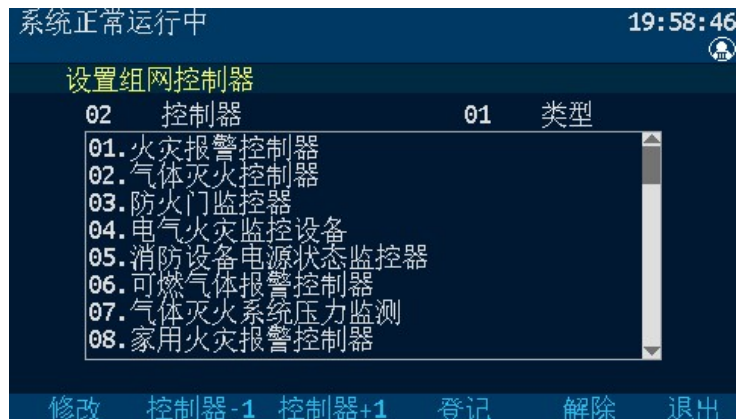 系统正常运行中 19:58:46
设置组网控制器
02 控制器 01 类型
01.火灾报警控制器
02.气体灭火控制器
03.防火门监控器
04.电气火灾监控设备
05.消防设备电源状态监控器
06.可燃气体报警控制器
07.气体灭火系统压力监测
08.家用火灾报警控制器
修改 控制器-1 控制器+1 登记 解除 退出